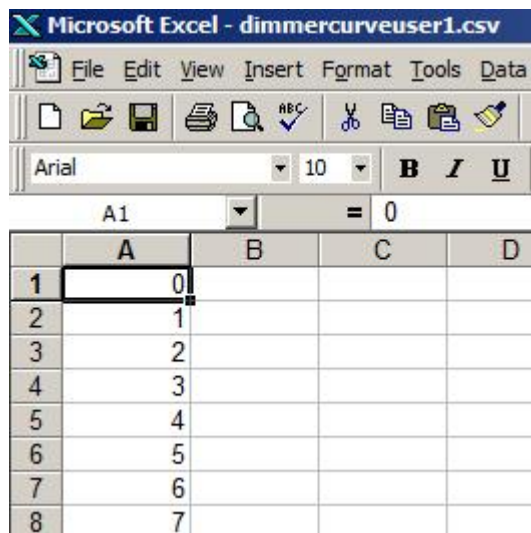 Microsoft Excel - dimmercurveuser1.csv
File Edit View Insert Format Tools Data
ABC
Arial 10 B I U
A1 = 0
A B C D
1 0
2 1
3 2
4 3
5 4
6 5
7 6
8 7